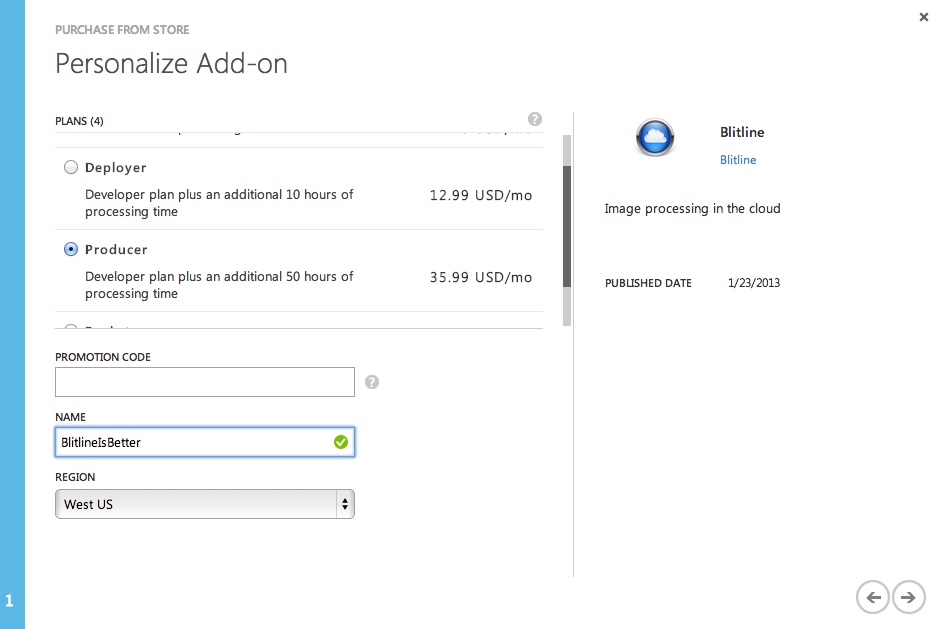 PURCHASE FROM STORE
Personalize Add-on
PLANS (4)
?
Deployer
Developer plan plus an additional 10 hours of
processing time
12.99 USD/mo
Producer
Developer plan plus an additional 50 hours of
processing time
35.99 USD/mo
PROMOTION CODE
?
NAME
BlitlineIsBetter
REGION
West US
Blitline
Blitline
Image processing in the cloud
PUBLISHED DATE 1/23/2013
1